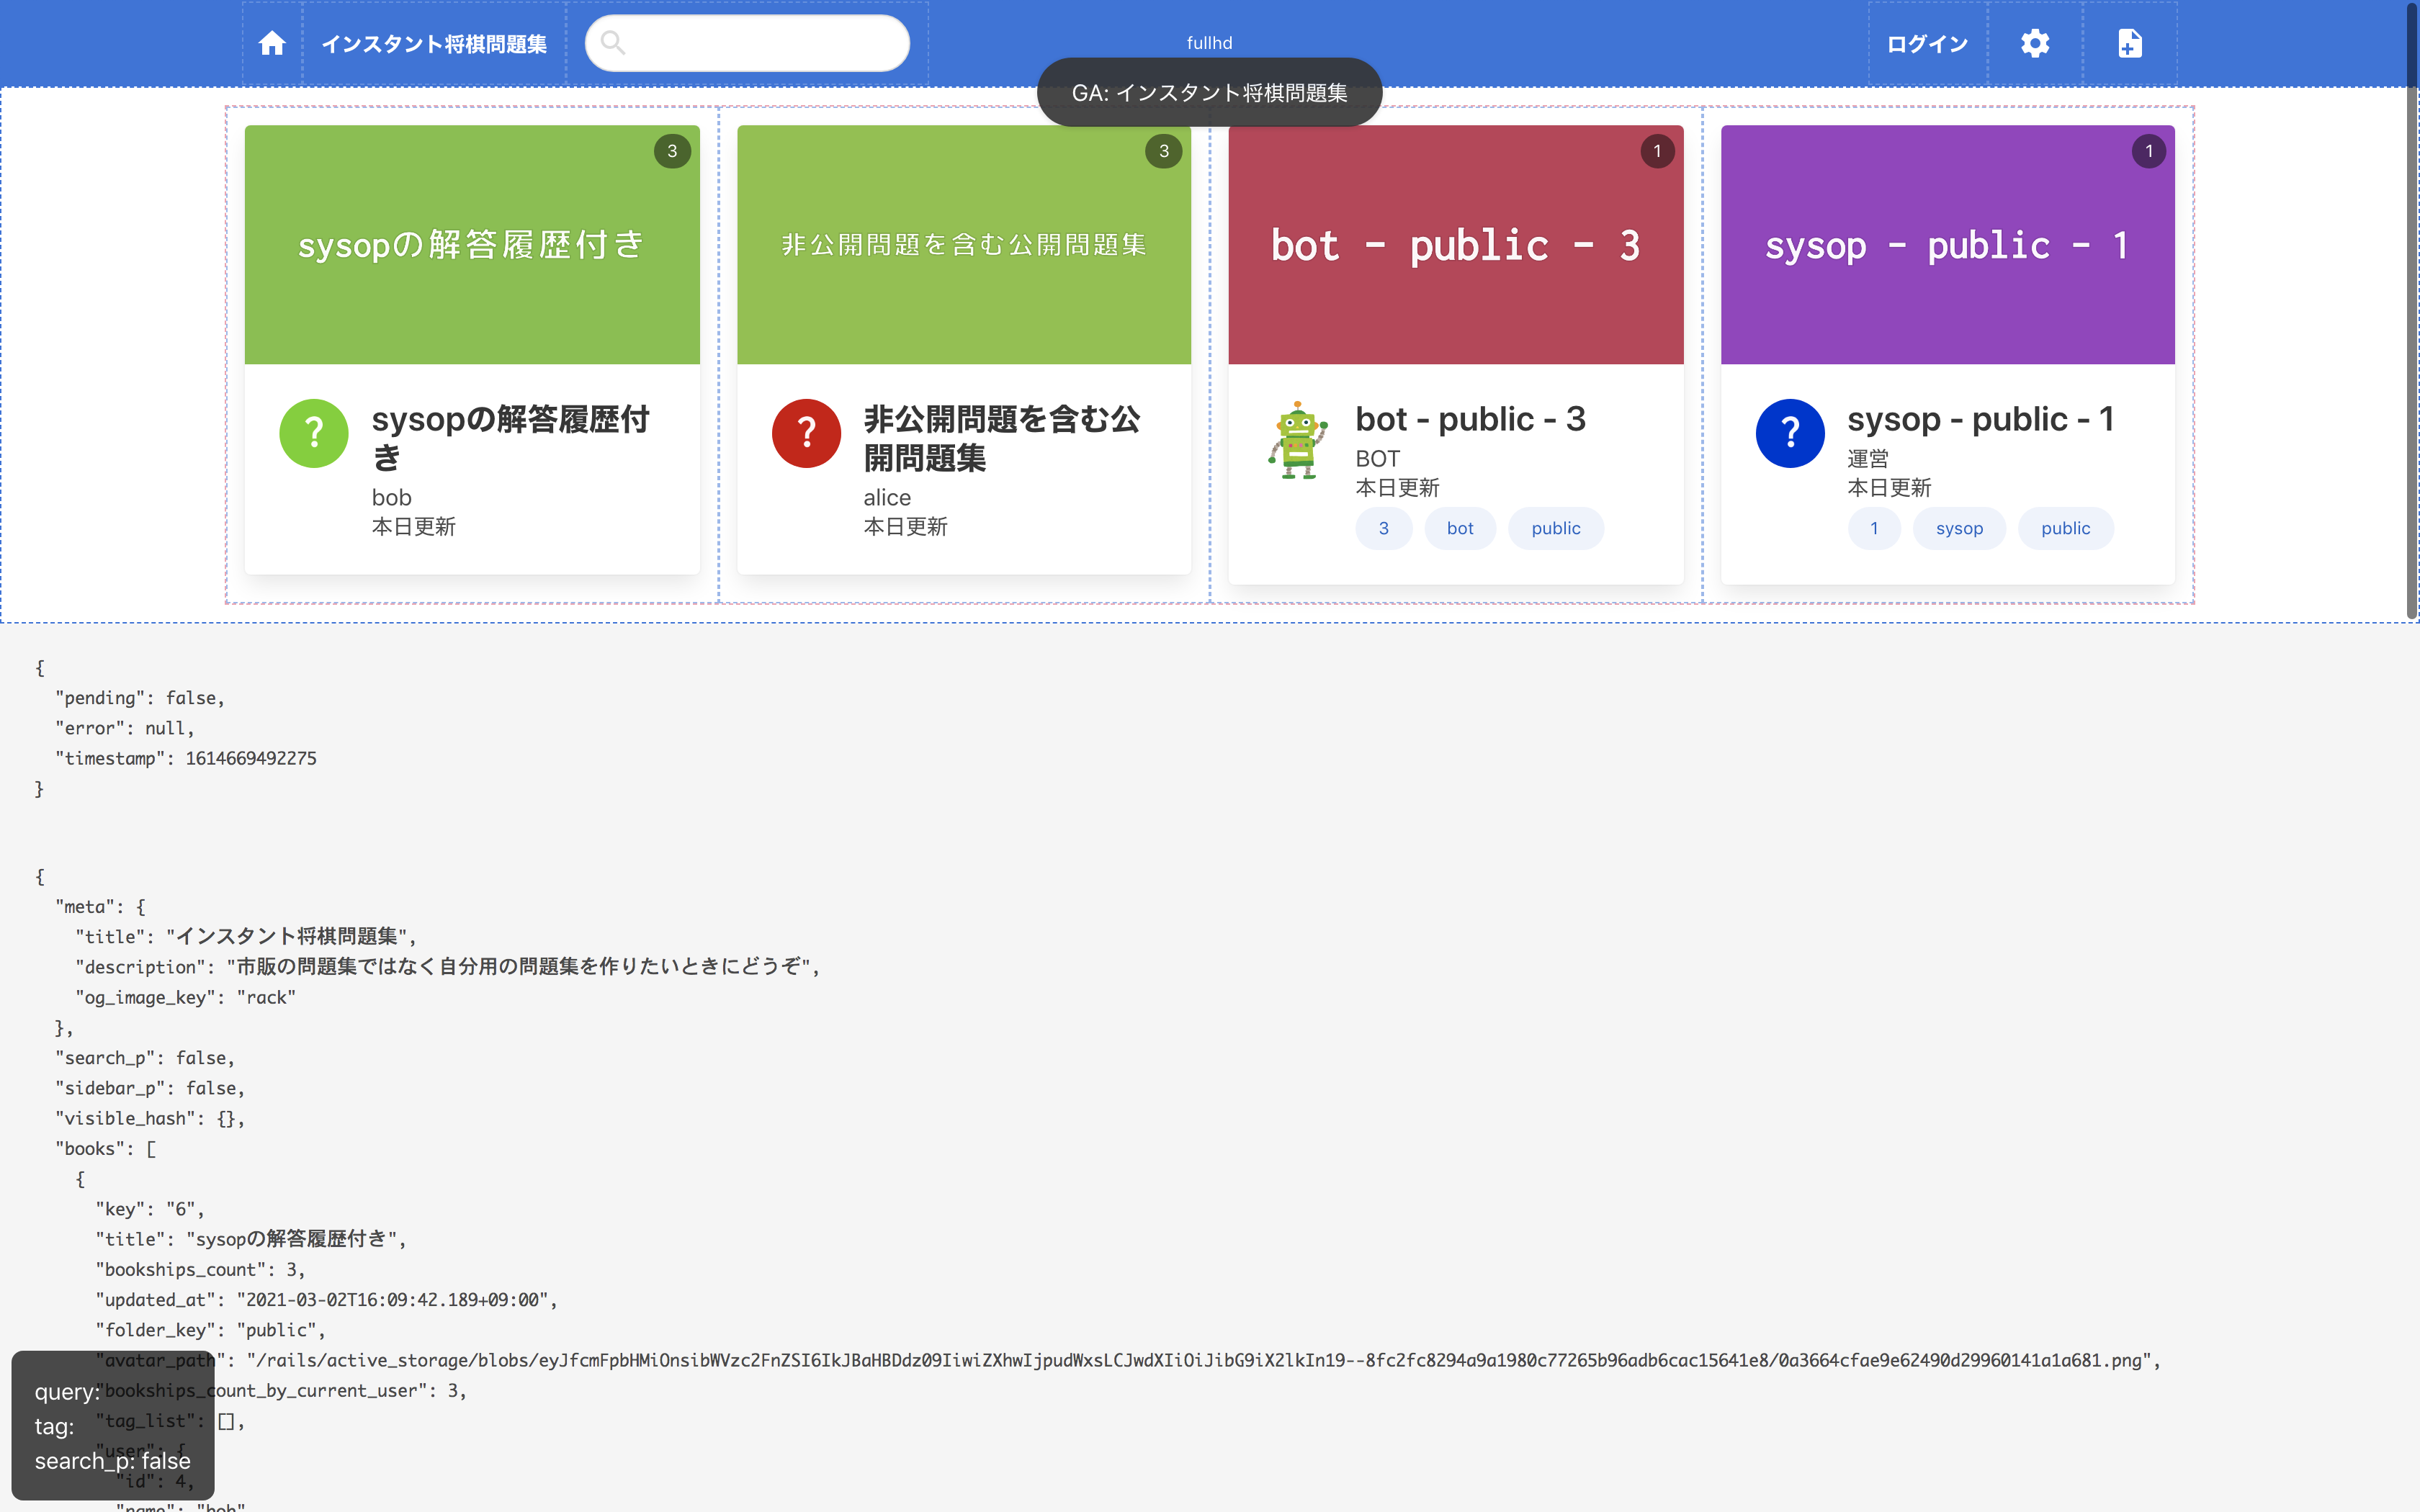 インスタント将棋問題集
fullhd
ログイン
GA: インスタント将棋問題集
3
sysopの解答履歴付き
sysopの解答履歴付
き
bob
本日更新
3
非公開問題を含む公開問題集
非公開問題を含む公
開問題集
alice
本日更新
1
bot - public - 3
bot - public - 3
BOT
本日更新
3 bot public
1
sysop - public - 1
sysop - public - 1
運営
本日更新
1 sysop public
{
"pending": false,
"error": null,
"timestamp": 1614669492275
}
{
"meta": {
"title": "インスタント将棋問題集",
"description": "市販の問題集ではなく自分用の問題集を作りたいときにどうぞ",
"og_image_key": "rack"
},
"search_p": false,
"sidebar_p": false,
"visible_hash": {},
"books": [
{
"key": "6",
"title": "sysopの解答履歴付き",
"bookships_count": 3,
"updated_at": "2021-03-02T16:09:42.189+09:00",
"folder_key": "public",
"avatar_path": "/rails/active_storage/blobs/eyJfcmFpbHMiOnsibWVzc2FnZSI6IkJBaHBDdz09IiwiZXhwIjpudWxsLCJwdXIiOiJibG9iX2lkIn19--8fc2fc8294a9a1980c77265b96adb6cac15641e8/0a3664cfae9e62490d29960141a1a681.png",
"bookships_count_by_current_user": 3,
"tag_list": [],
"user": {
"id": 4,
"name": "bob"
query:
tag:
search_p: false